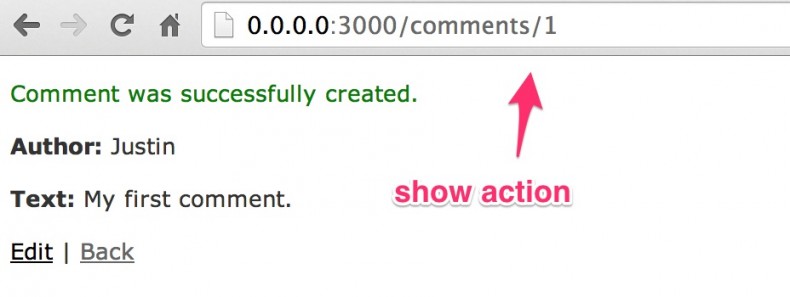 0.0.0.0:3000/comments/1
Comment was successfully created.
Author: Justin
Text: My first comment.
show action
Edit | Back